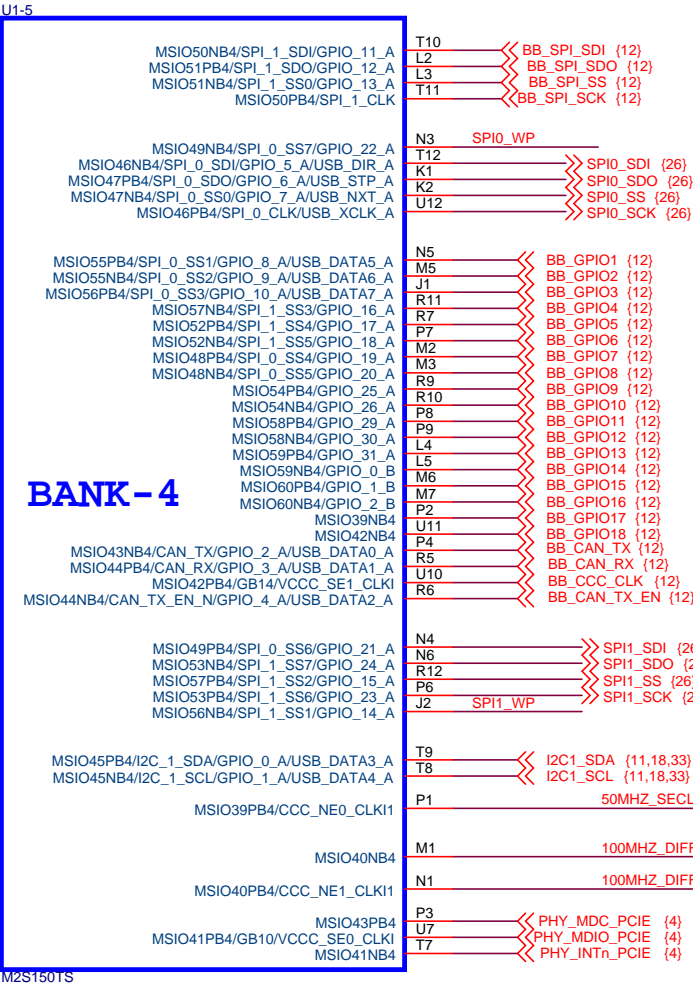 U1-5
MSIO50NB4/SPI_1_SDI/GPIO_11_A T10 BB_SPI_SDI {12}
MSIO51PB4/SPI_1_SDO/GPIO_12_A L2 BB_SPI_SDO {12}
MSIO51NB4/SPI_1_SS0/GPIO_13_A L3 BB_SPI_SS {12}
MSIO50PB4/SPI_1_CLK T11 BB_SPI_SCK {12}
MSIO49NB4/SPI_0_SS7/GPIO_22_A N3 SPI0_WP
MSIO46NB4/SPI_0_SDI/GPIO_5_A/USB_DIR_A T12 SPI0_SDI {26}
MSIO47PB4/SPI_0_SDO/GPIO_6_A/USB_STP_A K1 SPI0_SDO {26}
MSIO47NB4/SPI_0_SS0/GPIO_7_A/USB_NXT_A K2 SPI0_SS {26}
MSIO46PB4/SPI_0_CLK/USB_XCLK_A U12 SPI0_SCK {26}
MSIO55PB4/SPI_0_SS1/GPIO_8_A/USB_DATA5_A N5 BB_GPIO1 {12}
MSIO55NB4/SPI_0_SS2/GPIO_9_A/USB_DATA6_A M5 BB_GPIO2 {12}
MSIO56PB4/SPI_0_SS3/GPIO_10_A/USB_DATA7_A J1 BB_GPIO3 {12}
MSIO57NB4/SPI_1_SS3/GPIO_16_A R11 BB_GPIO4 {12}
MSIO52PB4/SPI_1_SS4/GPIO_17_A R7 BB_GPIO5 {12}
MSIO52NB4/SPI_1_SS5/GPIO_18_A P7 BB_GPIO6 {12}
MSIO48PB4/SPI_0_SS4/GPIO_19_A M2 BB_GPIO7 {12}
MSIO48NB4/SPI_0_SS5/GPIO_20_A M3 BB_GPIO8 {12}
MSIO54PB4/GPIO_25_A R9 BB_GPIO9 {12}
MSIO54NB4/GPIO_26_A R10 BB_GPIO10 {12}
MSIO58PB4/GPIO_29_A P8 BB_GPIO11 {12}
MSIO58NB4/GPIO_30_A P9 BB_GPIO12 {12}
MSIO59PB4/GPIO_31_A L4 BB_GPIO13 {12}
MSIO59NB4/GPIO_0_B L5 BB_GPIO14 {12}
MSIO60PB4/GPIO_1_B M6 BB_GPIO15 {12}
BANK-4
MSIO60NB4/GPIO_2_B M7 BB_GPIO16 {12}
MSIO39NB4 P2 BB_GPIO17 {12}
MSIO42NB4 U11 BB_GPIO18 {12}
MSIO43NB4/CAN_TX/GPIO_2_A/USB_DATA0_A P4 BB_CAN_TX {12}
MSIO44PB4/CAN_RX/GPIO_3_A/USB_DATA1_A R5 BB_CAN_RX {12}
MSIO42PB4/GB14/VCCC_SE1_CLKI U10 BB_CCC_CLK {12}
MSIO44NB4/CAN_TX_EN_N/GPIO_4_A/USB_DATA2_A R6 BB_CAN_TX_EN {12}
MSIO49PB4/SPI_0_SS6/GPIO_21_A N4 SPI1_SDI {26
MSIO53NB4/SPI_1_SS7/GPIO_24_A N6 SPI1_SDO {2
MSIO57PB4/SPI_1_SS2/GPIO_15_A R12 SPI1_SS {26}
MSIO53PB4/SPI_1_SS6/GPIO_23_A P6 SPI1_SCK {2
MSIO56NB4/SPI_1_SS1/GPIO_14_A J2 SPI1_WP
MSIO45PB4/I2C_1_SDA/GPIO_0_A/USB_DATA3_A T9 I2C1_SDA {11,18,33}
MSIO45NB4/I2C_1_SCL/GPIO_1_A/USB_DATA4_A T8 I2C1_SCL {11,18,33}
MSIO39PB4/CCC_NE0_CLKI1 P1 50MHZ_SECL
MSIO40NB4 M1 100MHZ_DIFF
MSIO40PB4/CCC_NE1_CLKI1 N1 100MHZ_DIFF
MSIO43PB4 P3 PHY_MDC_PCIE {4}
MSIO41PB4/GB10/VCCC_SE0_CLKI U7 PHY_MDIO_PCIE {4}
MSIO41NB4 T7 PHY_INTn_PCIE {4}
M2S150TS